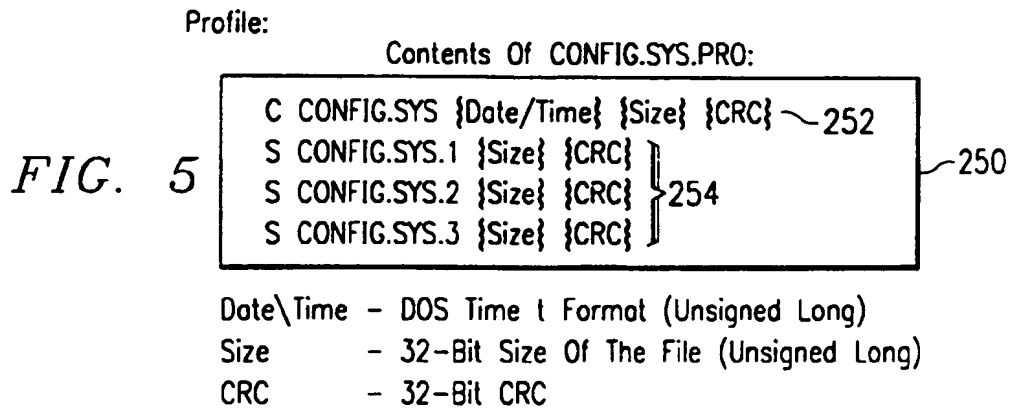 Profile:
Contents Of CONFIG.SYS.PRO:
C CONFIG.SYS {Date/Time} {Size} {CRC} 252
S CONFIG.SYS.1 {Size} {CRC}
S CONFIG.SYS.2 {Size} {CRC} 254
S CONFIG.SYS.3 {Size} {CRC}
250
FIG. 5
Date\Time - DOS Time t Format (Unsigned Long)
Size - 32-Bit Size Of The File (Unsigned Long)
CRC - 32-Bit CRC